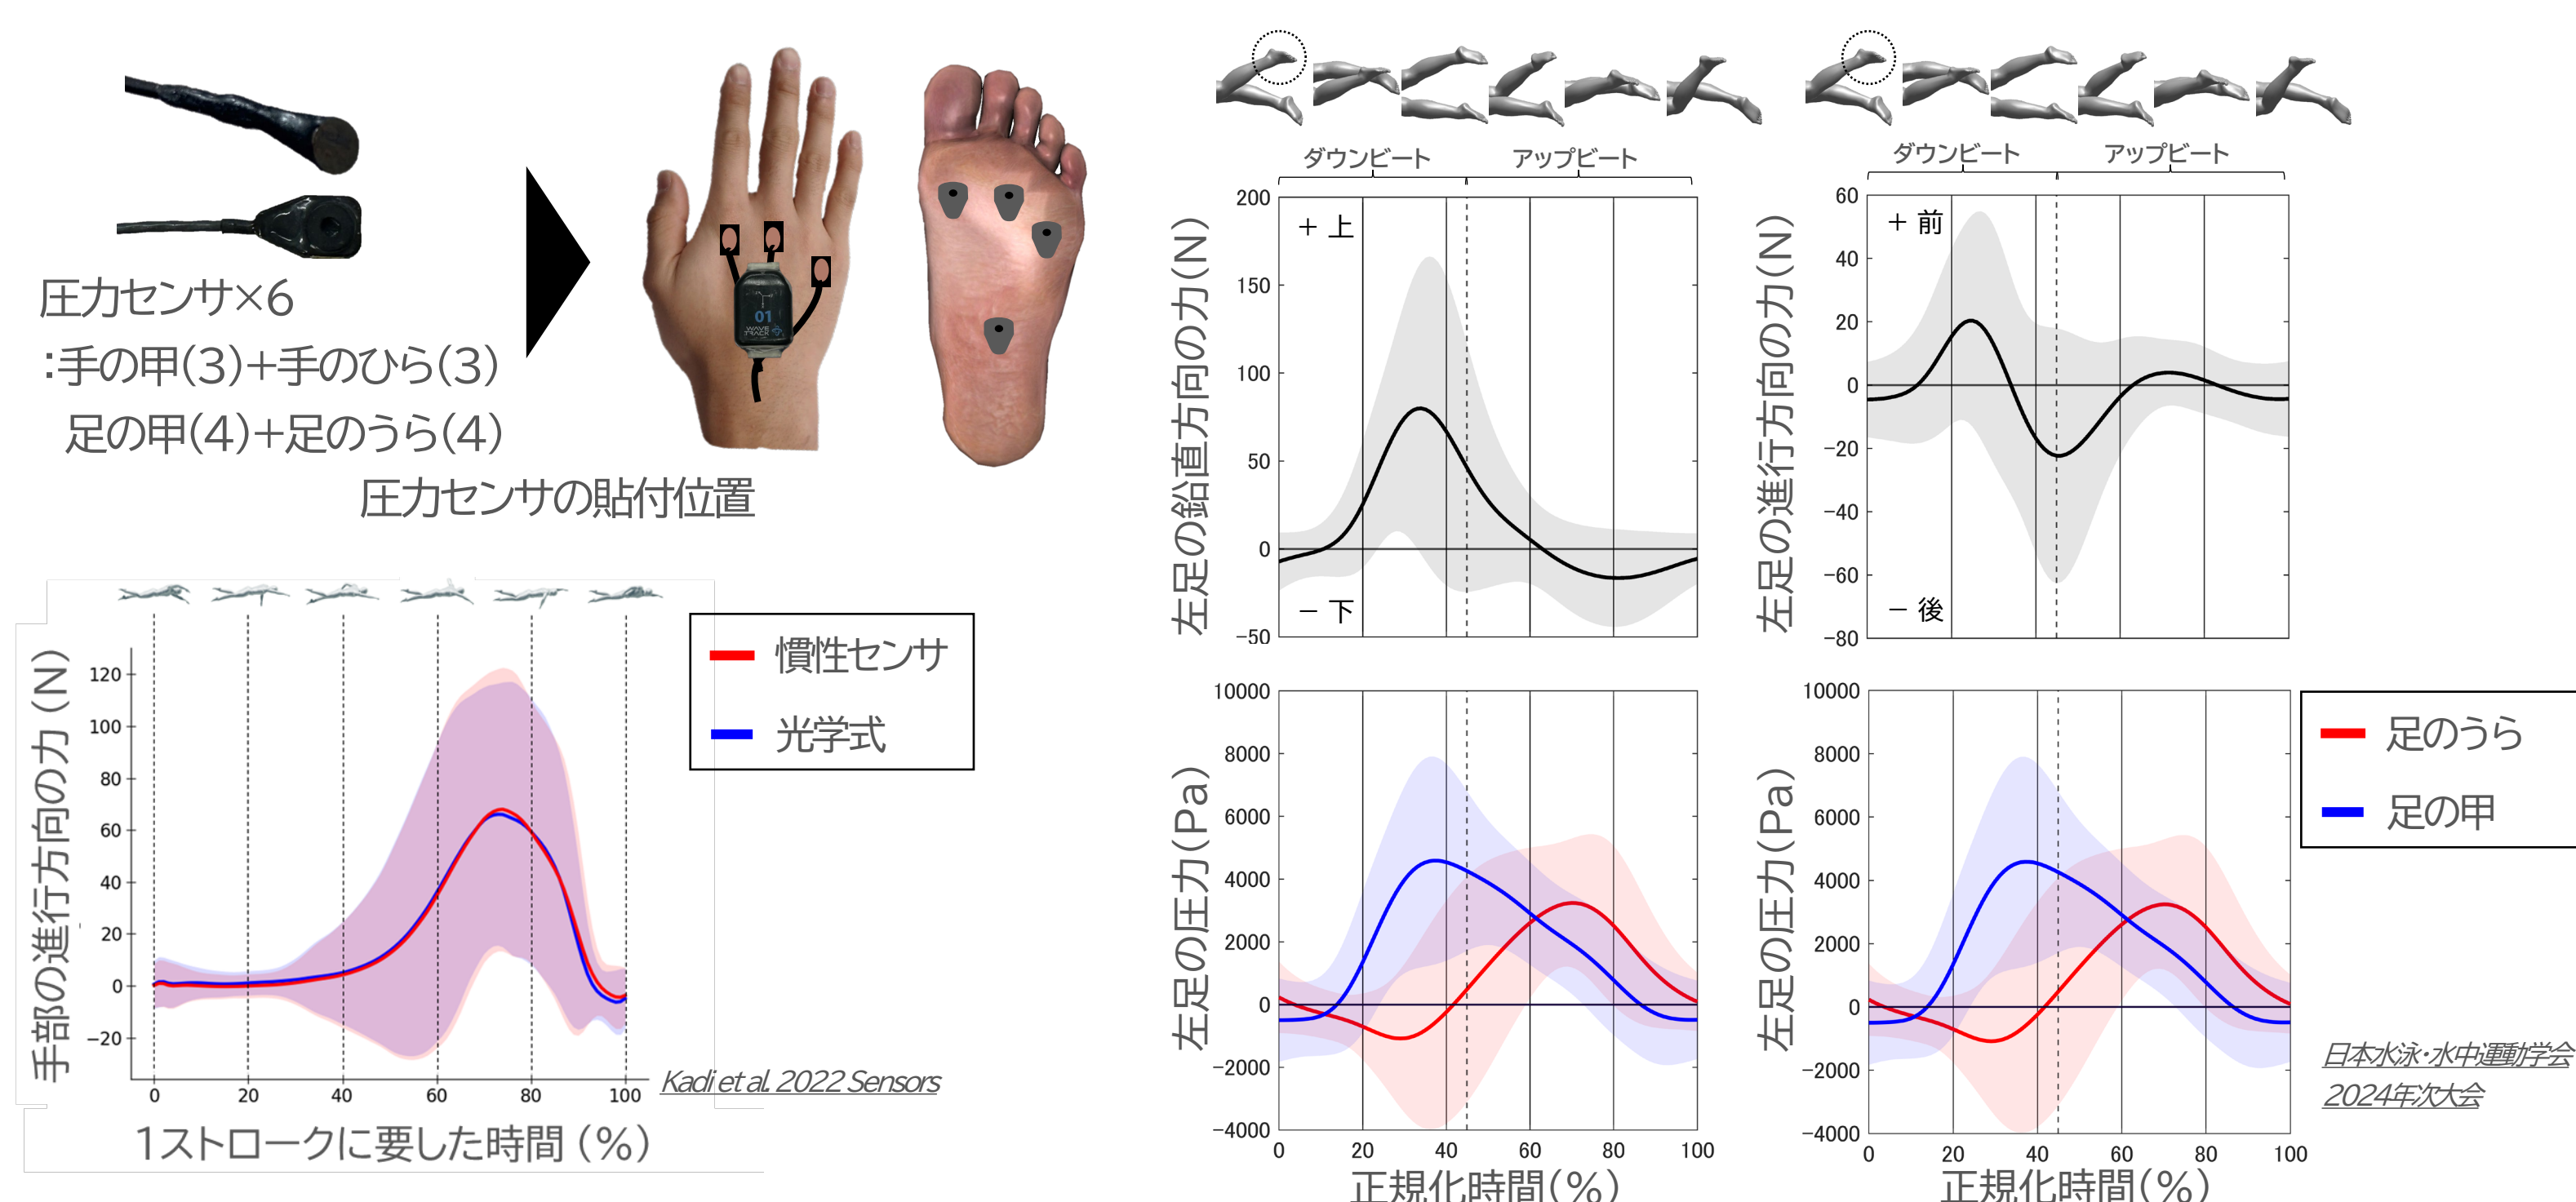 圧力センサ×6
:手の甲(3)+手のひら(3)
足の甲(4)+足のうら(4)
01
WAVE
TRACK
圧力センサの貼付位置
手部の進行方向の力 (N)
120
100
80
60
40
20
0
−20
0 20 40 60 80 100
1ストロークに要した時間 (%)
慣性センサ
光学式
Kadi et al. 2022 Sensors
ダウンビート アップビート
左足の鉛直方向の力(N)
+ 上
− 下
200
150
100
50
0
−50
ダウンビート アップビート
左足の進行方向の力(N)
+ 前
− 後
60
40
20
0
−20
−40
−60
−80
左足の圧力(Pa)
10000
8000
6000
4000
2000
0
−2000
−4000
0 20 40 60 80 100
正規化時間(%)
左足の圧力(Pa)
10000
8000
6000
4000
2000
0
−2000
−4000
0 20 40 60 80 100
正規化時間(%)
足のうら
足の甲
日本水泳・水中運動学会
2024年次大会